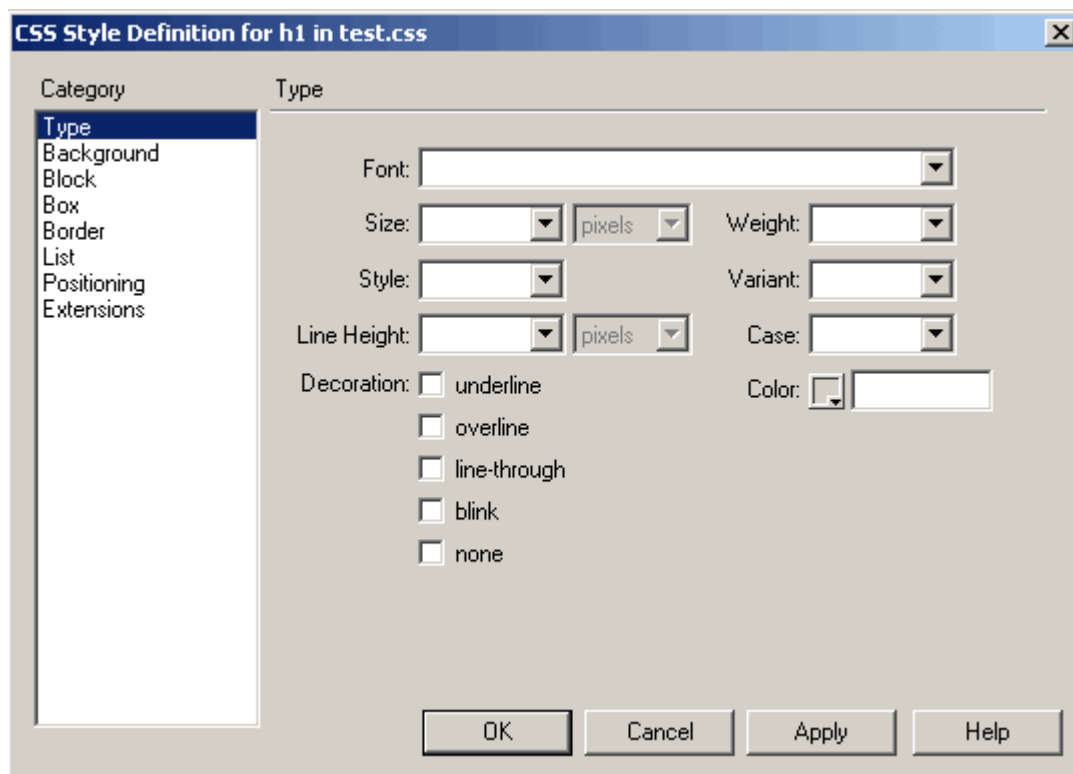 CSS Style Definition for h1 in test.css
Category
Type
Background
Block
Box
Border
List
Positioning
Extensions
Type
Font:
Size: pixels Weight:
Style: Variant:
Line Height: pixels Case:
Decoration: underline Color:
overline
line-through
blink
none
OK Cancel Apply Help